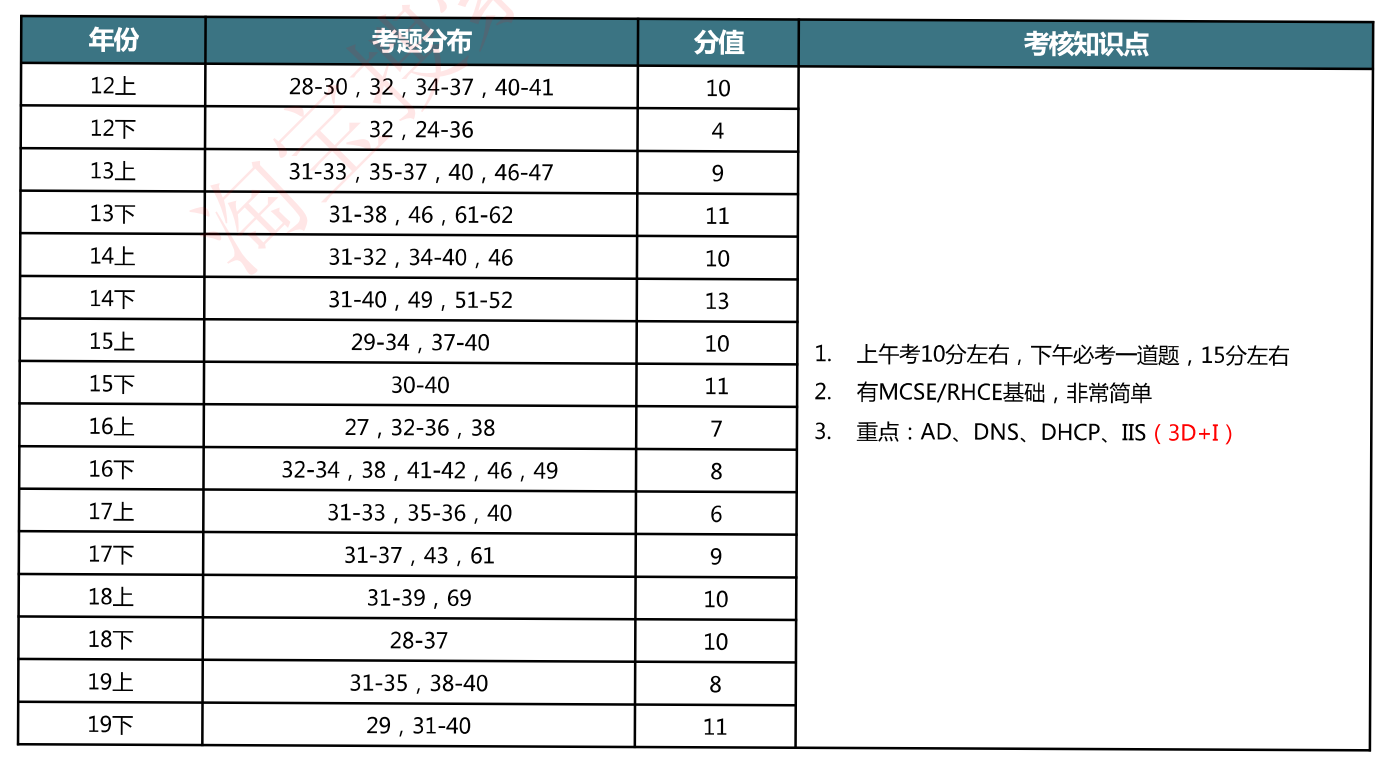 年份 考题分布 分值 考核知识点
12上 28-30，32，34-37，40-41 10
12下 32，24-36 4
13上 31-33，35-37，40，46-47 9
13下 31-38，46，61-62 11
14上 31-32，34-40，46 10
14下 31-40，49，51-52 13
15上 29-34，37-40 10
15下 30-40 11
16上 27，32-36，38 7
16下 32-34，38，41-42，46，49 8
17上 31-33，35-36，40 6
17下 31-37，43，61 9
18上 31-39，69 10
18下 28-37 10
19上 31-35，38-40 8
19下 29，31-40 11
1. 上午考10分左右，下午必考一道题，15分左右
2. 有MCSE/RHCE基础，非常简单
3. 重点：AD、DNS、DHCP、IIS（3D+I）
淘宝搜